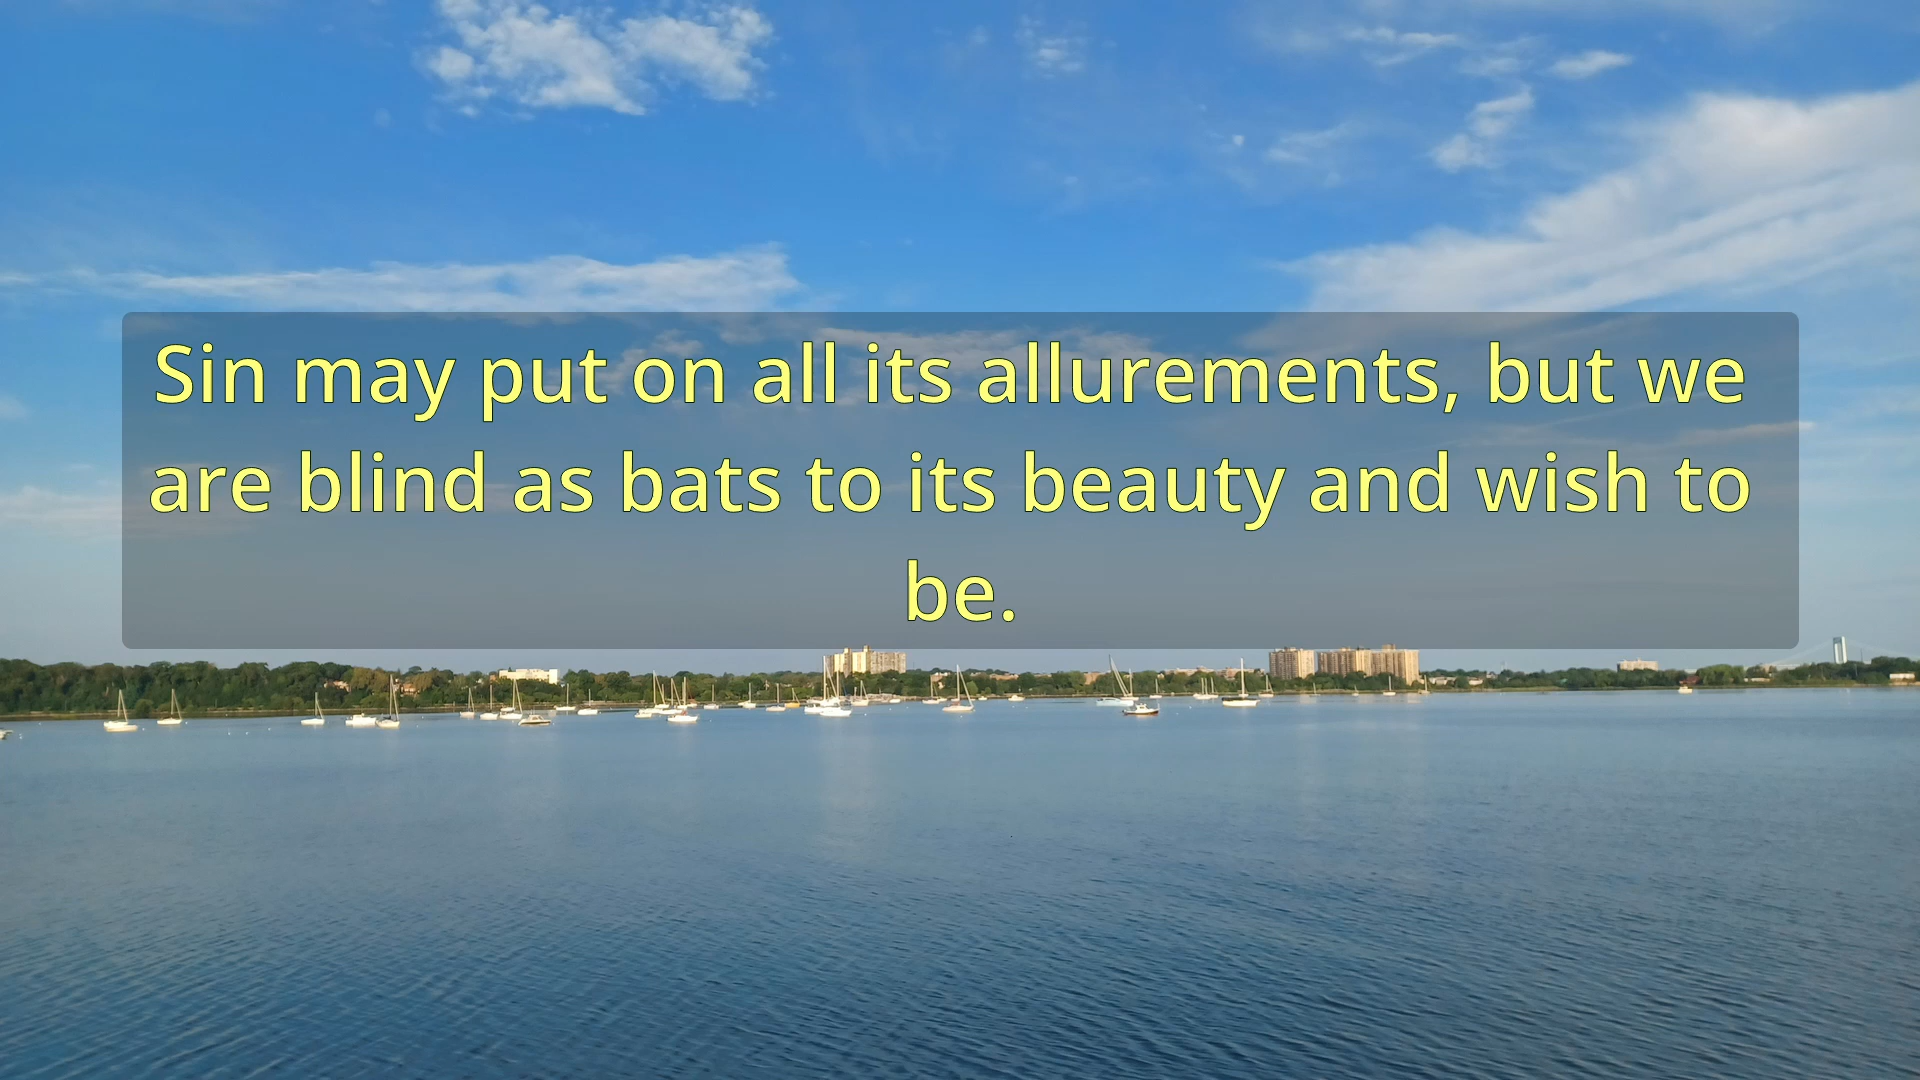 Sin may put on all its allurements, but we
are blind as bats to its beauty and wish to
be.